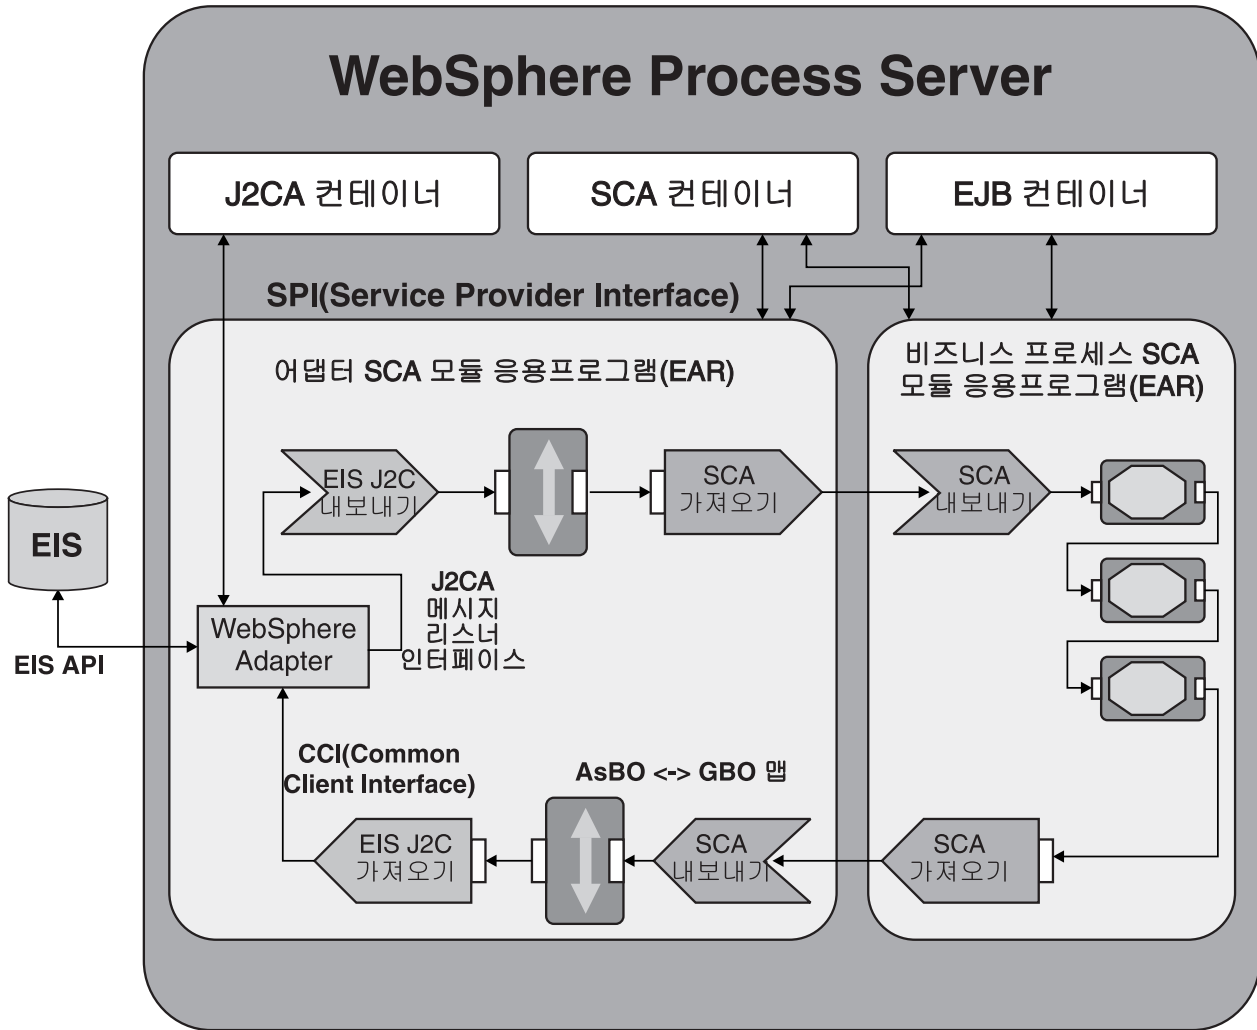 WebSphere Process Server
J2CA 컨테이너
SCA 컨테이너
EJB 컨테이너
SPI(Service Provider Interface)
어댑터 SCA 모듈 응용프로그램(EAR)
비즈니스 프로세스 SCA
모듈 응용프로그램(EAR)
EIS J2C
내보내기
SCA
가져오기
SCA
내보내기
EIS
EIS API
WebSphere
Adapter
J2CA
메시지
리스너
인터페이스
CCI(Common
Client Interface)
AsBO <-> GBO 맵
EIS J2C
가져오기
SCA
내보내기
SCA
가져오기